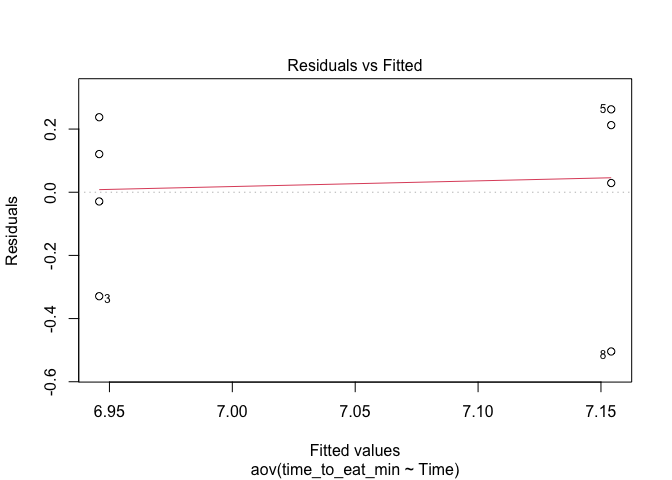 Residuals vs Fitted
Residuals
0.2
0.0
-0.2
-0.4
-0.6
5
3
8
6.95 7.00 7.05 7.10 7.15
Fitted values
aov(time_to_eat_min ~ Time)